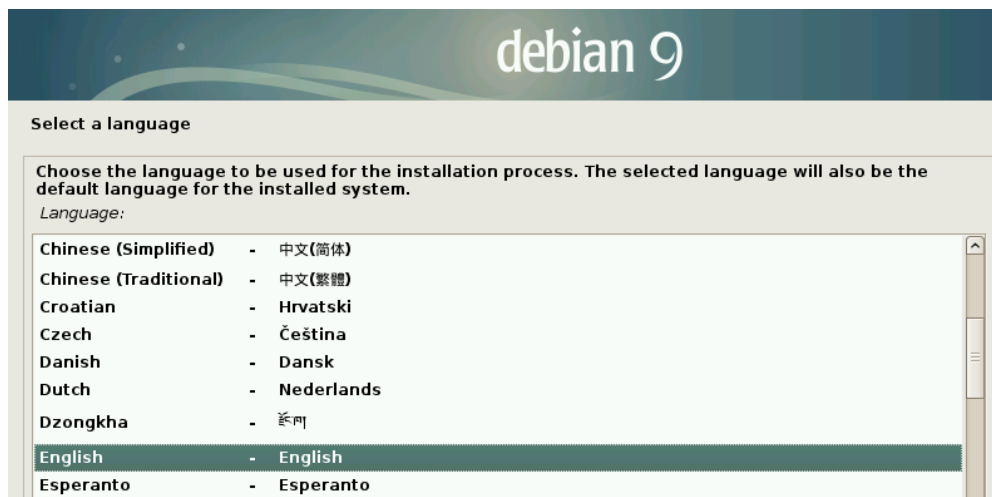 debian 9
Select a language
Choose the language to be used for the installation process. The selected language will also be the
default language for the installed system.
Language:
Chinese (Simplified) - 中文(简体)
Chinese (Traditional) - 中文(繁體)
Croatian - Hrvatski
Czech - Čeština
Danish - Dansk
Dutch - Nederlands
Dzongkha - རྫོང་ཁ།
English - English
Esperanto - Esperanto